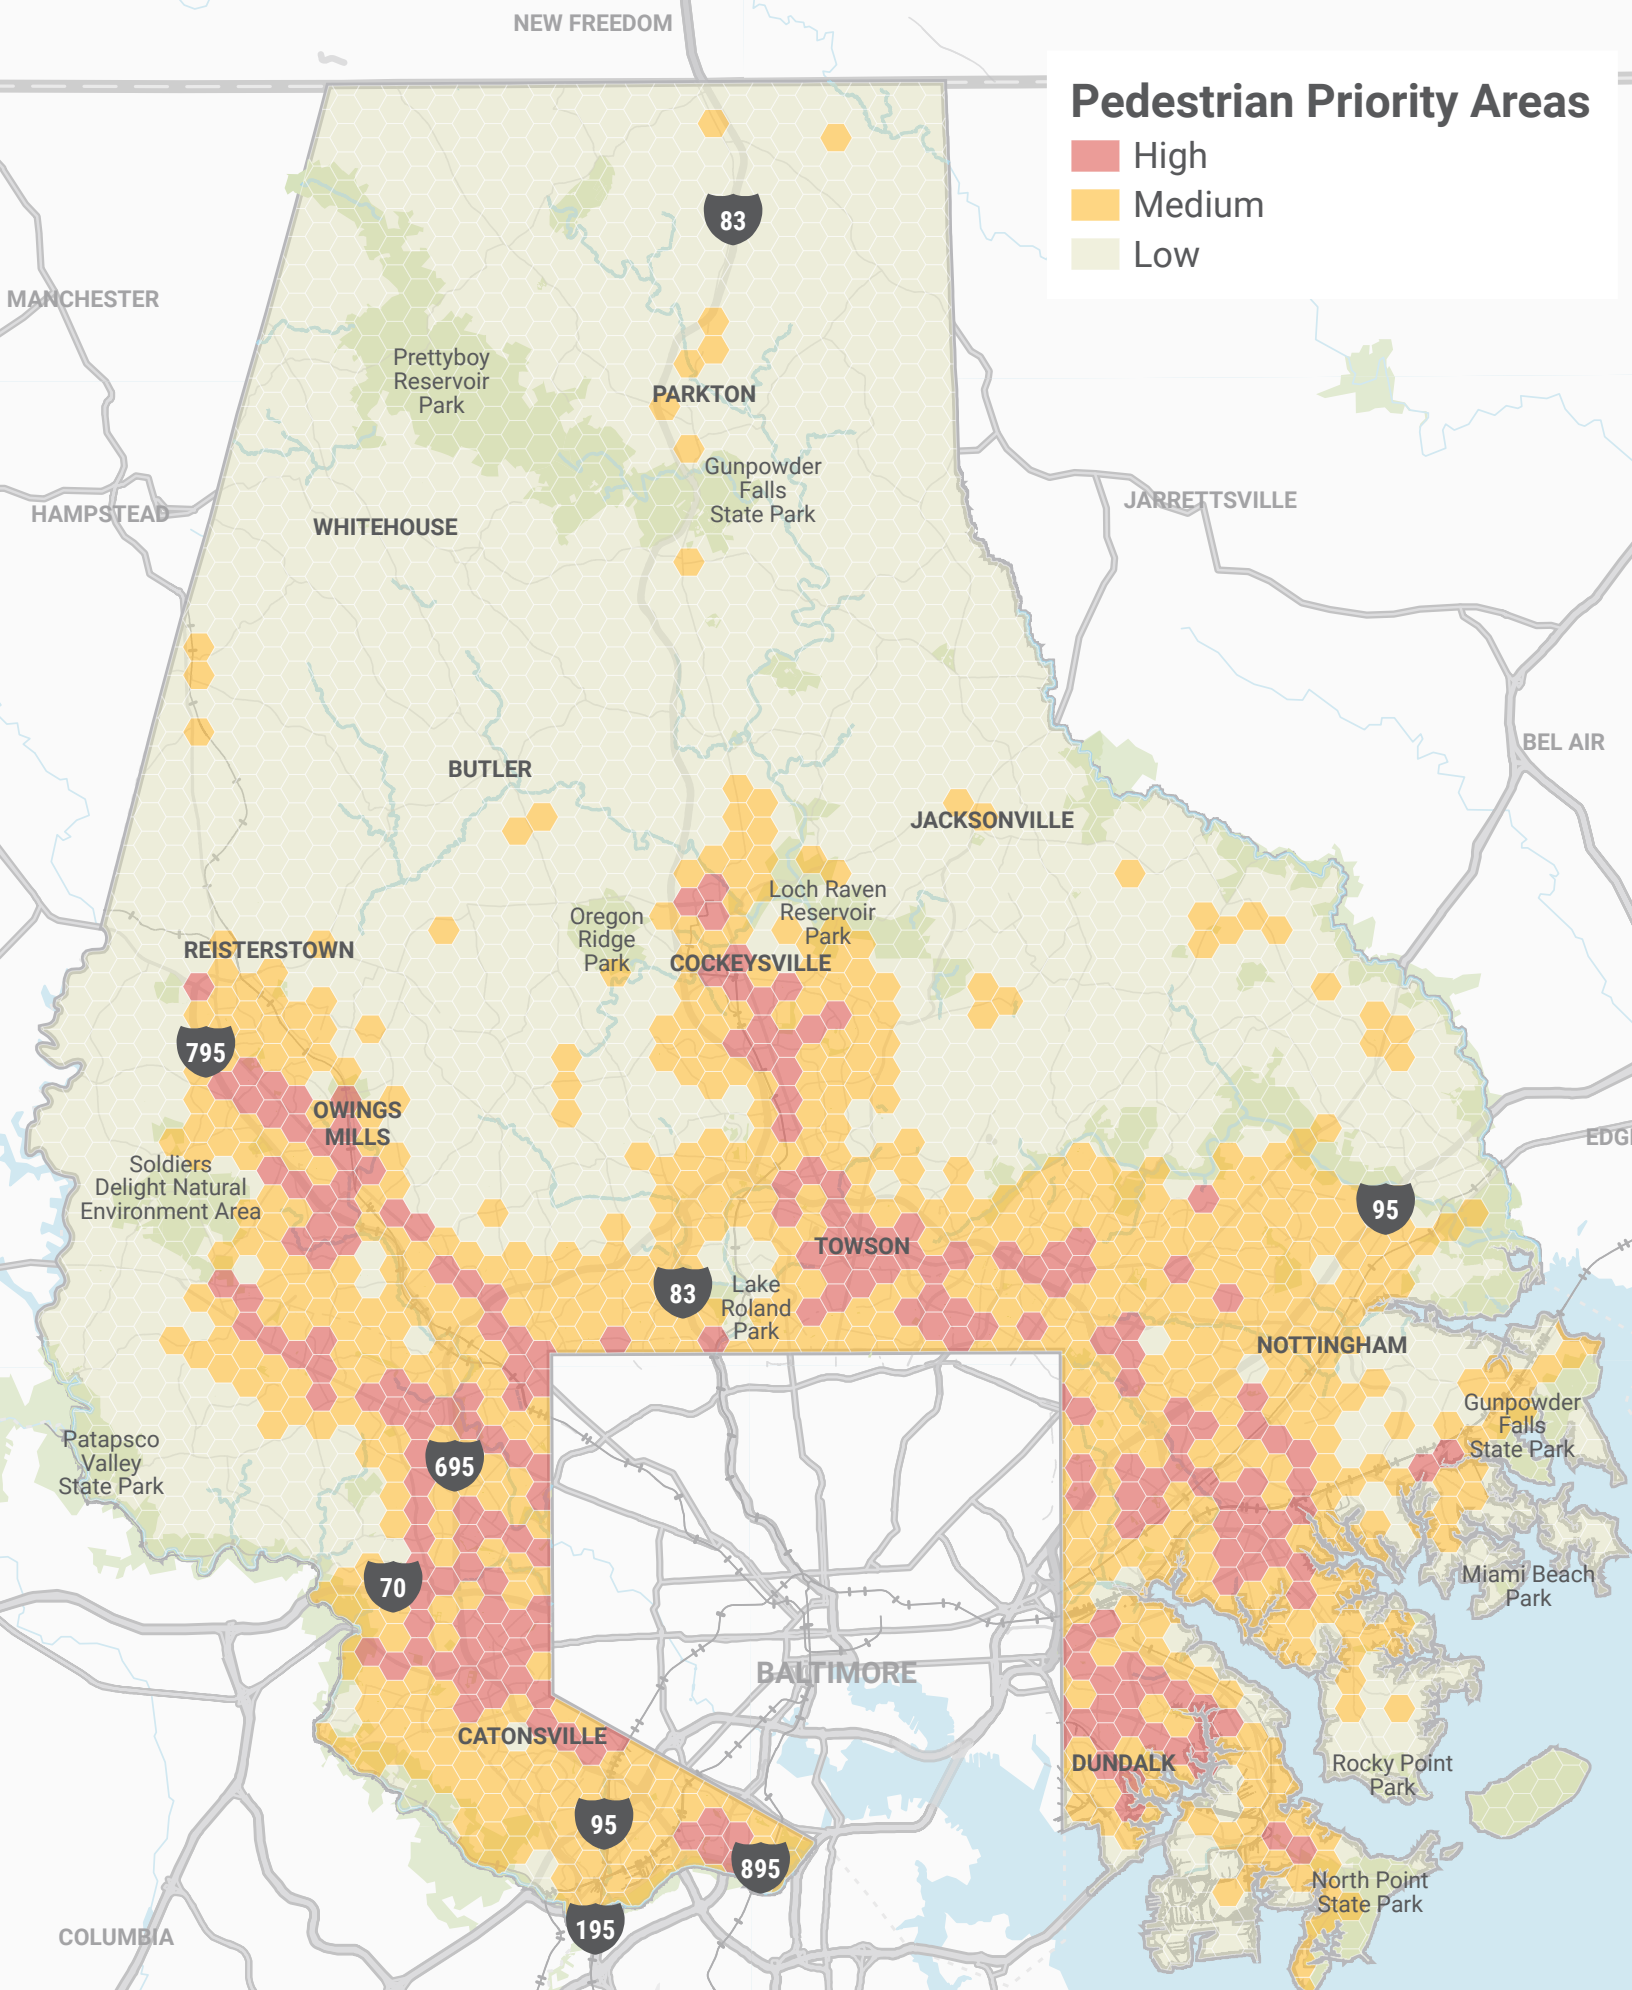 NEW FREEDOM
Pedestrian Priority Areas
High
Medium
Low
83
MANCHESTER
Prettyboy
Reservoir
Park
PARKTON
Gunpowder
Falls
State Park
JARRETTSVILLE
HAMPSTEAD
WHITEHOUSE
BEL AIR
BUTLER
JACKSONVILLE
Loch Raven
Reservoir
Park
Oregon
Ridge
Park
REISTERSTOWN
COCKEYSVILLE
795
OWINGS
MILLS
EDG
Soldiers
Delight Natural
Environment Area
95
TOWSON
83
Lake
Roland
Park
NOTTINGHAM
Gunpowder
Falls
State Park
Patapsco
Valley
State Park
695
70
Miami Beach
Park
BALTIMORE
CATONSVILLE
DUNDALK
Rocky Point
Park
95
895
North Point
State Park
195
COLUMBIA